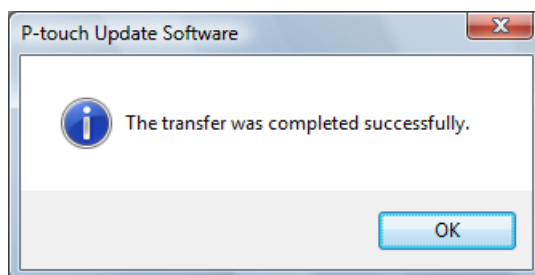 P-touch Update Software
The transfer was completed successfully.
OK